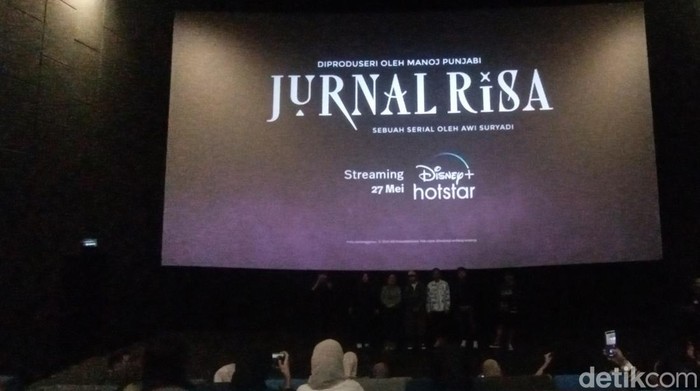 DIPRODUSERI OLEH MANOJ PUNJABI
JURNAL RiSA
SEBUAH SERIAL OLEH AWI SURYADI
Streaming
27 Mei
Disney+
hotstar
detikcom